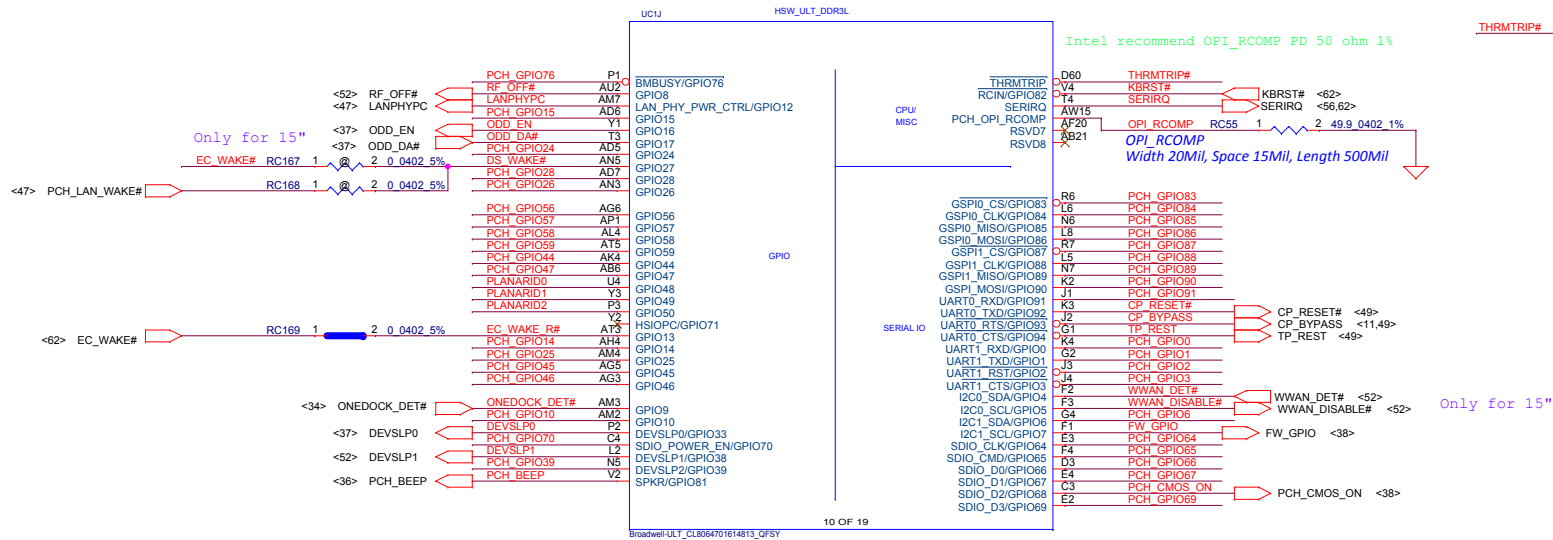 UC1J
HSW_ULT_DDR3L
THRMTRIP#
Intel recommend OPI_RCOMP PD 50 ohm 1%
PCH_GPIO76 P1 BMBUSY/GPIO76
<52> RF_OFF# RF_OFF# AU2 GPIO8
<47> LANPHYPC LANPHYPC AM7 LAN_PHY_PWR_CTRL/GPIO12
PCH_GPIO15 AD6 GPIO15
<37> ODD_EN ODD_EN Y1 GPIO16
Only for 15"
<37> ODD_DA# ODD_DA# T3 GPIO17
PCH_GPIO24 AD5 GPIO24
EC_WAKE# RC167 1 @ 2 0_0402_5% DS_WAKE# AN5 GPIO27
PCH_GPIO28 AD7 GPIO28
<47> PCH_LAN_WAKE# RC168 1 @ 2 0_0402_5% PCH_GPIO26 AN3 GPIO26
PCH_GPIO56 AG6 GPIO56
PCH_GPIO57 AP1 GPIO57
PCH_GPIO58 AL4 GPIO58
PCH_GPIO59 AT5 GPIO59
PCH_GPIO44 AK4 GPIO44
PCH_GPIO47 AB6 GPIO47
PLANARID0 U4 GPIO48
PLANARID1 Y3 GPIO49
PLANARID2 P3 GPIO50
Y2 HSIOPC/GPIO71
<62> EC_WAKE# RC169 1 2 0_0402_5% EC_WAKE_R# AT3 GPIO13
PCH_GPIO14 AH4 GPIO14
PCH_GPIO25 AM4 GPIO25
PCH_GPIO45 AG5 GPIO45
PCH_GPIO46 AG3 GPIO46
<34> ONEDOCK_DET# ONEDOCK_DET# AM3 GPIO9
PCH_GPIO10 AM2 GPIO10
<37> DEVSLP0 DEVSLP0 P2 DEVSLP0/GPIO33
PCH_GPIO70 C4 SDIO_POWER_EN/GPIO70
<52> DEVSLP1 DEVSLP1 L2 DEVSLP1/GPIO38
PCH_GPIO39 N5 DEVSLP2/GPIO39
<36> PCH_BEEP PCH_BEEP V2 SPKR/GPIO81
GPIO
CPU/
MISC
SERIAL IO
THRMTRIP D60 THRMTRIP#
RCIN/GPIO82 V4 KBRST# KBRST# <62>
SERIRQ T4 SERIRQ SERIRQ <56,62>
PCH_OPI_RCOMP AW15 OPI_RCOMP RC55 1 2 49.9_0402_1%
RSVD7 AF20
RSVD8 AB21
OPI_RCOMP
Width 20Mil, Space 15Mil, Length 500Mil
GSPI0_CS/GPIO83 R6 PCH_GPIO83
GSPI0_CLK/GPIO84 L6 PCH_GPIO84
GSPI0_MISO/GPIO85 N6 PCH_GPIO85
GSPI0_MOSI/GPIO86 L8 PCH_GPIO86
GSPI1_CS/GPIO87 R7 PCH_GPIO87
GSPI1_CLK/GPIO88 L5 PCH_GPIO88
GSPI1_MISO/GPIO89 N7 PCH_GPIO89
GSPI_MOSI/GPIO90 K2 PCH_GPIO90
UART0_RXD/GPIO91 J1 PCH_GPIO91
UART0_TXD/GPIO92 K3 CP_RESET# CP_RESET# <49>
UART0_RTS/GPIO93 J2 CP_BYPASS CP_BYPASS <11,49>
UART0_CTS/GPIO94 G1 TP_REST TP_REST <49>
UART1_RXD/GPIO0 K4 PCH_GPIO0
UART1_TXD/GPIO1 G2 PCH_GPIO1
UART1_RST/GPIO2 J3 PCH_GPIO2
UART1_CTS/GPIO3 J4 PCH_GPIO3
I2C0_SDA/GPIO4 F2 WWAN_DET# WWAN_DET# <52>
I2C0_SCL/GPIO5 F3 WWAN_DISABLE# WWAN_DISABLE# <52>
Only for 15"
I2C1_SDA/GPIO6 G4 PCH_GPIO6
I2C1_SCL/GPIO7 F1 FW_GPIO FW_GPIO <38>
SDIO_CLK/GPIO64 E3 PCH_GPIO64
SDIO_CMD/GPIO65 F4 PCH_GPIO65
SDIO_D0/GPIO66 D3 PCH_GPIO66
SDIO_D1/GPIO67 E4 PCH_GPIO67
SDIO_D2/GPIO68 C3 PCH_CMOS_ON PCH_CMOS_ON <38>
SDIO_D3/GPIO69 E2 PCH_GPIO69
10 OF 19
Broadwell-ULT_CL8064701614813_QFSY